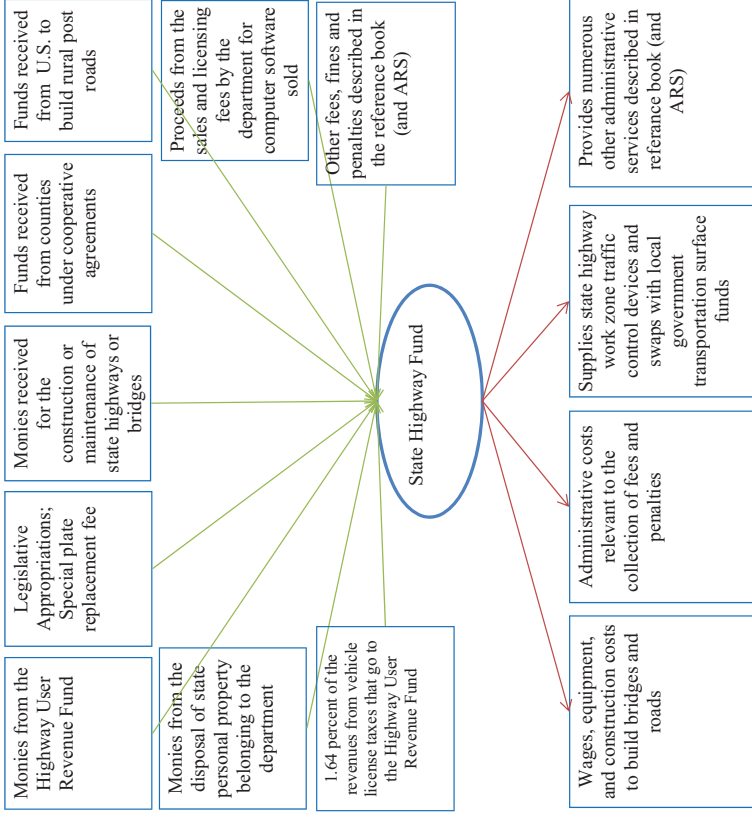 Monies from the
Highway User
Revenue Fund
Legislative
Appropriations;
Special plate
replacement fee
Monies received
for the
construction or
maintenance of
state highways or
bridges
Funds received
from counties
under cooperative
agreements
Funds received
from U.S. to
build rural post
roads
Monies from the
disposal of state
personal property
belonging to the
department
Proceeds from the
sales and licensing
fees by the
department for
computer software
sold
1.64 percent of the
revenues from vehicle
license taxes that go to
the Highway User
Revenue Fund
Other fees, fines and
penalties described in
the reference book
(and ARS)
State Highway Fund
Wages, equipment,
and construction costs
to build bridges and
roads
Administrative costs
relevant to the
collection of fees and
penalties
Supplies state highway
work zone traffic
control devices and
swaps with local
government
transportation surface
funds
Provides numerous
other administrative
services described in
referance book (and
ARS)